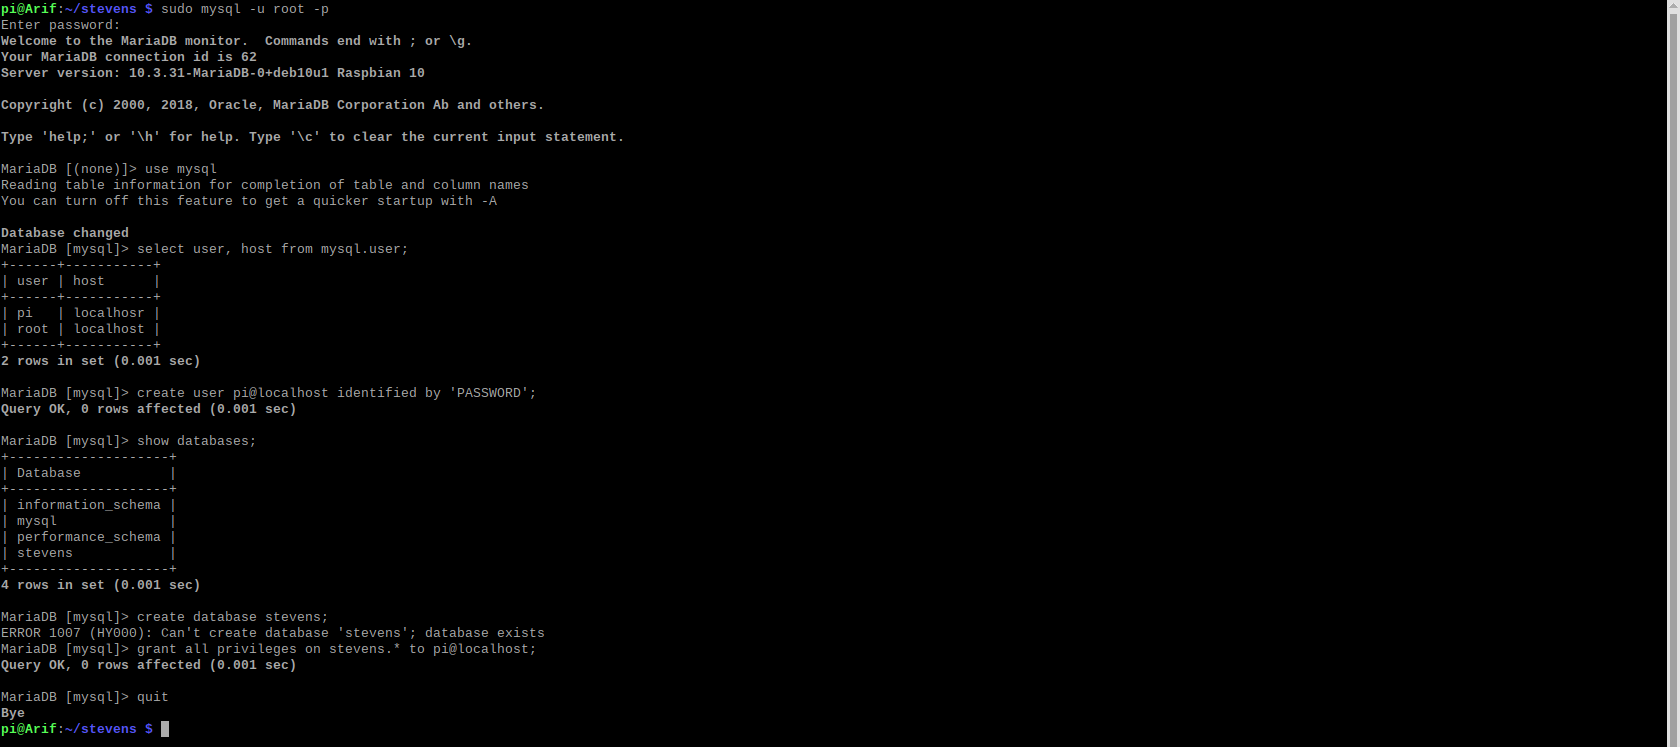 pi@Arif:~/stevens $ sudo mysql -u root -p
Enter password:
Welcome to the MariaDB monitor.  Commands end with ; or \g.
Your MariaDB connection id is 62
Server version: 10.3.31-MariaDB-0+deb10u1 Raspbian 10

Copyright (c) 2000, 2018, Oracle, MariaDB Corporation Ab and others.

Type 'help;' or '\h' for help. Type '\c' to clear the current input statement.

MariaDB [(none)]> use mysql
Reading table information for completion of table and column names
You can turn off this feature to get a quicker startup with -A

Database changed
MariaDB [mysql]> select user, host from mysql.user;
+------+-----------+
| user | host      |
+------+-----------+
| pi   | localhosr |
| root | localhost |
+------+-----------+
2 rows in set (0.001 sec)

MariaDB [mysql]> create user pi@localhost identified by 'PASSWORD';
Query OK, 0 rows affected (0.001 sec)

MariaDB [mysql]> show databases;
+--------------------+
| Database           |
+--------------------+
| information_schema |
| mysql              |
| performance_schema |
| stevens            |
+--------------------+
4 rows in set (0.001 sec)

MariaDB [mysql]> create database stevens;
ERROR 1007 (HY000): Can't create database 'stevens'; database exists
MariaDB [mysql]> grant all privileges on stevens.* to pi@localhost;
Query OK, 0 rows affected (0.001 sec)

MariaDB [mysql]> quit
Bye
pi@Arif:~/stevens $